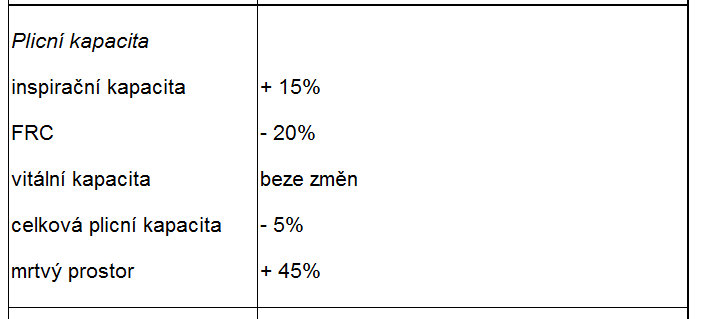 Plicní kapacita
inspirační kapacita + 15%
FRC - 20%
vitální kapacita beze změn
celková plicní kapacita - 5%
mrtvý prostor + 45%